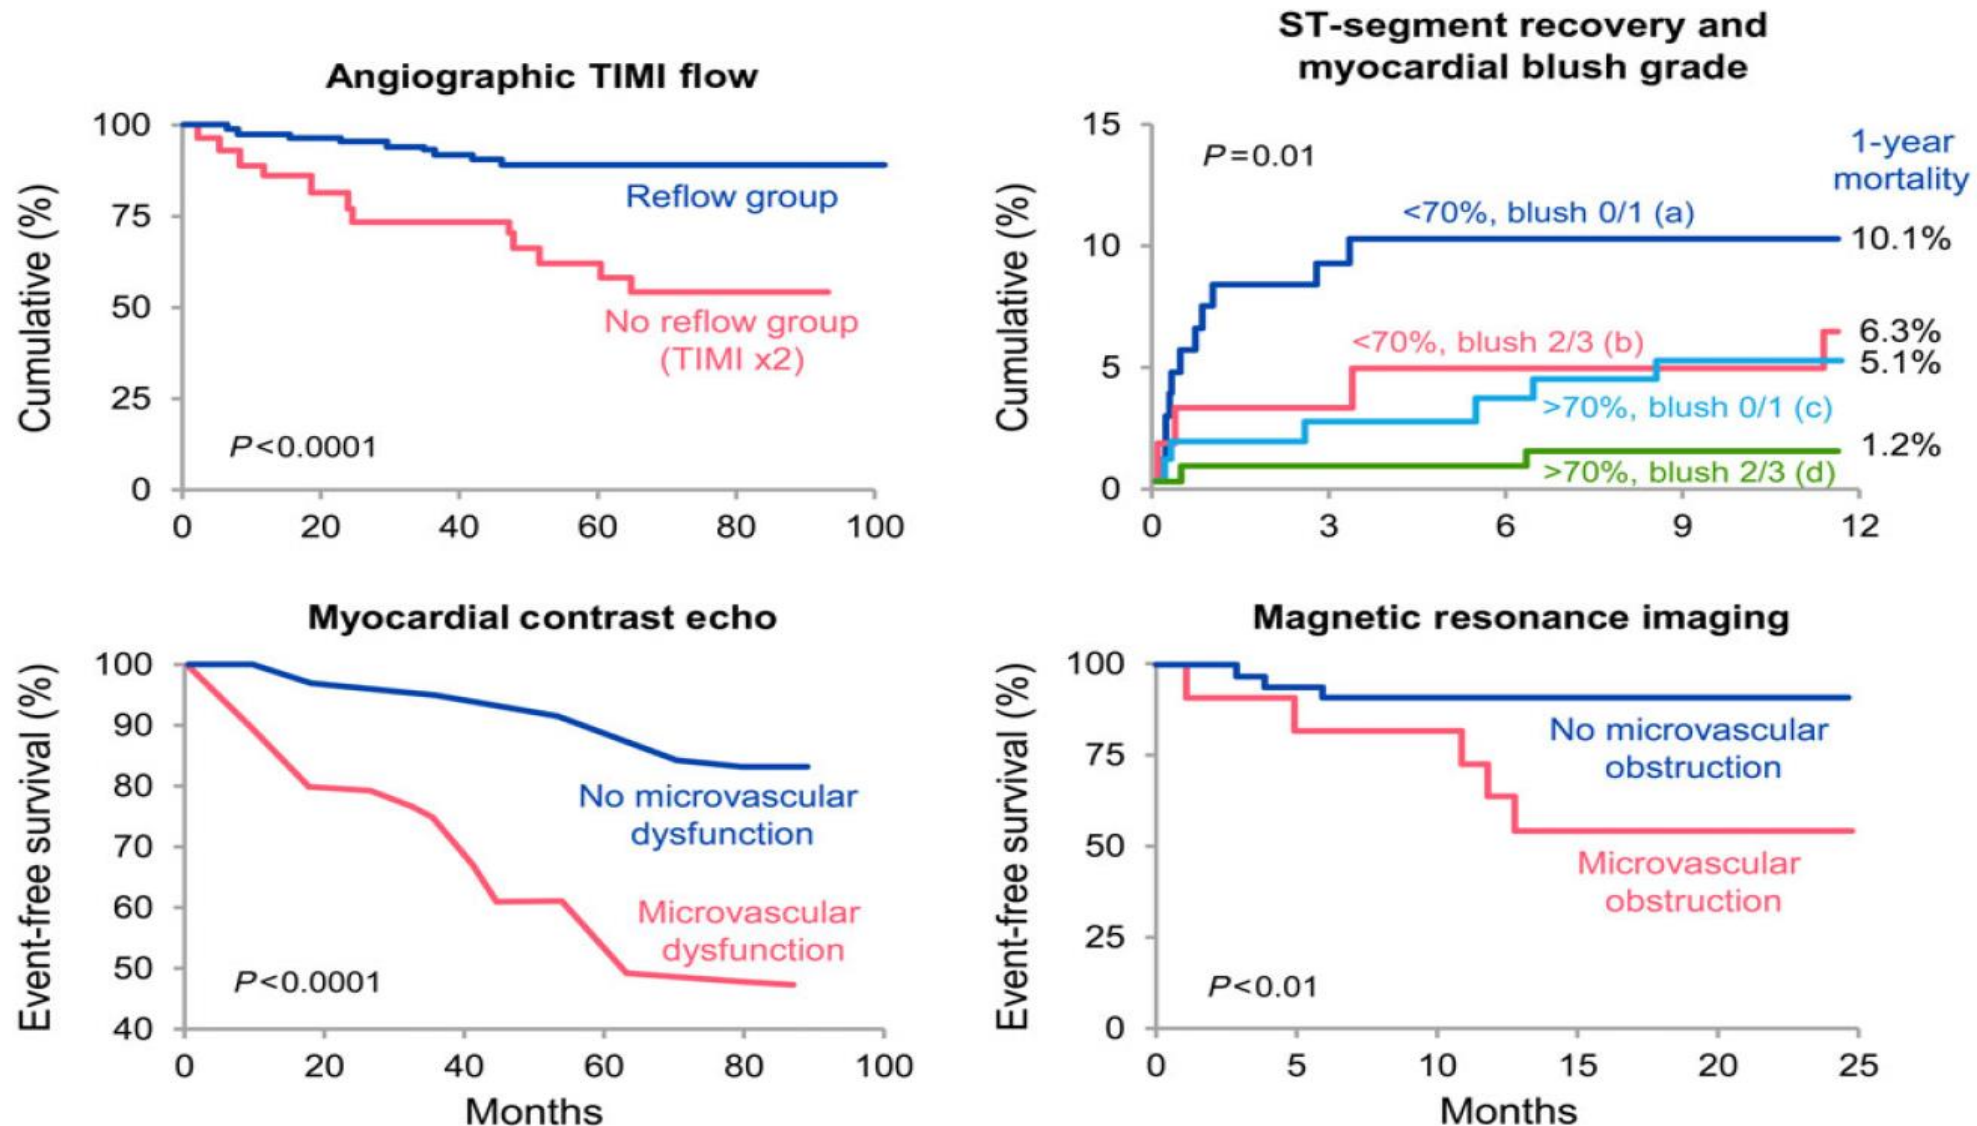 Angiographic TIMI flow
Cumulative (%)
100
75
50
25
0
0 20 40 60 80 100
Reflow group
No reflow group
(TIMI x2)
P<0.0001
ST-segment recovery and
myocardial blush grade
Cumulative (%)
15
10
5
0
0 3 6 9 12
P=0.01
1-year
mortality
<70%, blush 0/1 (a)
10.1%
<70%, blush 2/3 (b)
6.3%
5.1%
>70%, blush 0/1 (c)
1.2%
>70%, blush 2/3 (d)
Myocardial contrast echo
Event-free survival (%)
100
90
80
70
60
50
40
0 20 40 60 80 100
Months
No microvascular
dysfunction
Microvascular
dysfunction
P<0.0001
Magnetic resonance imaging
Event-free survival (%)
100
75
50
25
0
0 5 10 15 20 25
Months
No microvascular
obstruction
Microvascular
obstruction
P<0.01